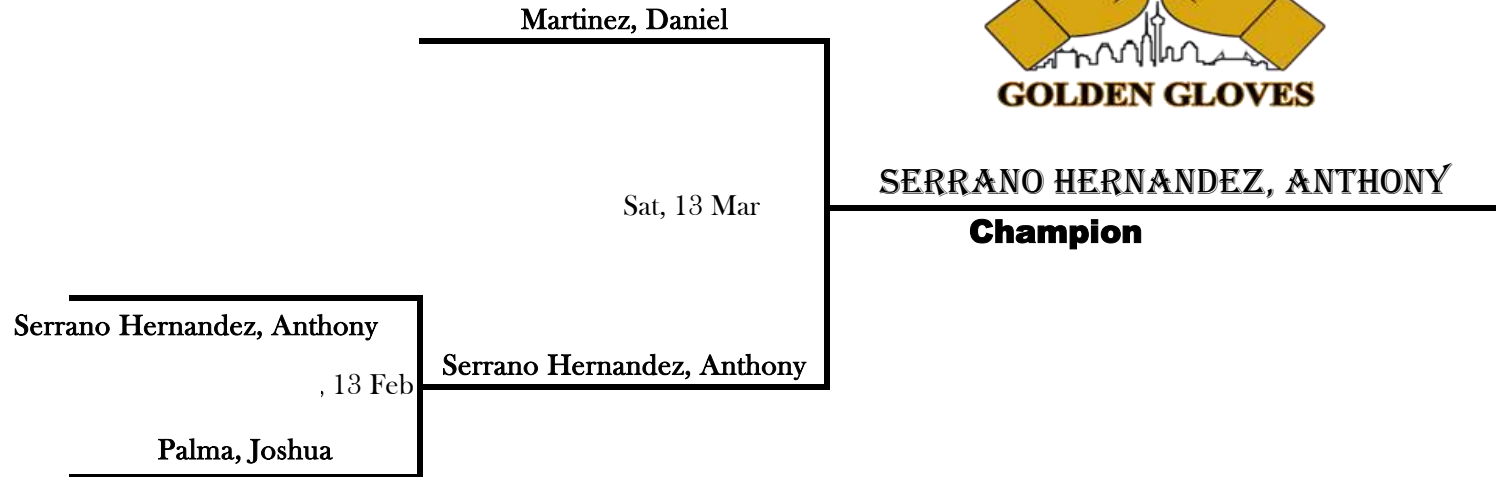 Martinez, Daniel
GOLDEN GLOVES
SERRANO HERNANDEZ, ANTHONY
Sat, 13 Mar
Champion
Serrano Hernandez, Anthony
Serrano Hernandez, Anthony
, 13 Feb
Palma, Joshua